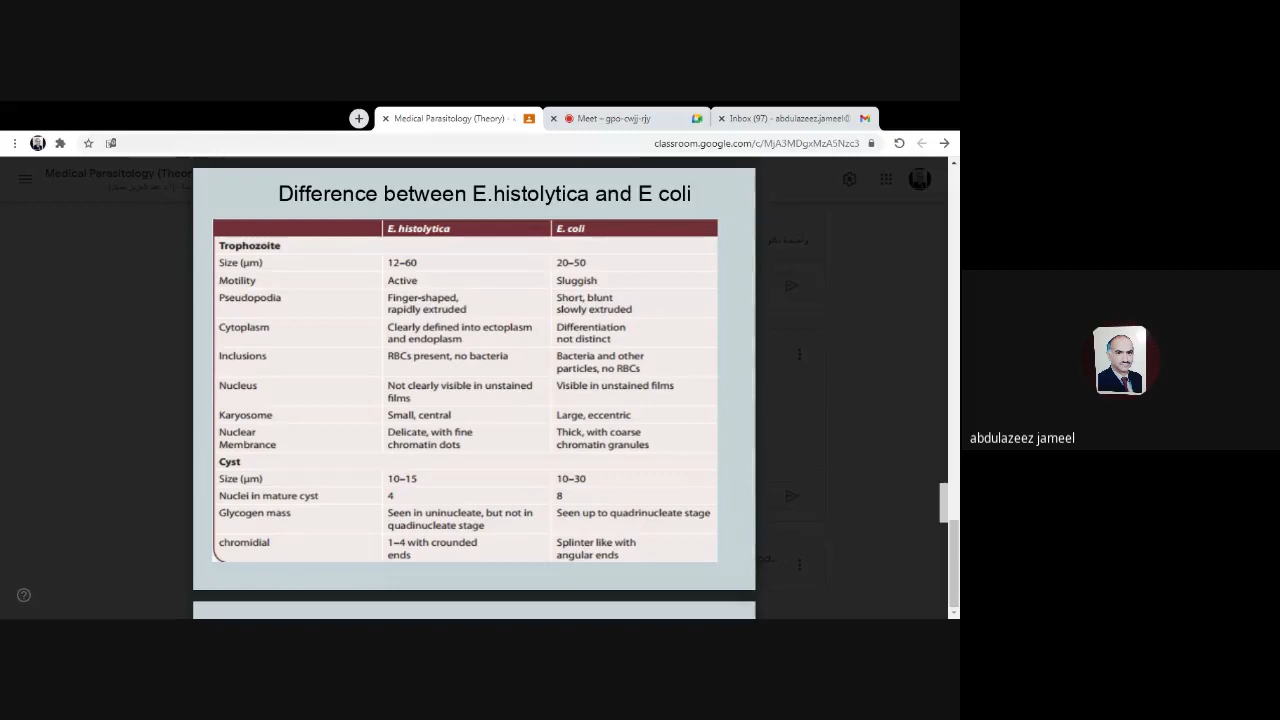 Medical Parasitology (Theory) -
Meet – gpo-cwjj-rjy
Inbox (97) - abdulazeez.jameel@
classroom.google.com/c/MjA3MDgxMzA5Nzc3
Medical Parasitology (Theor
Difference between E.histolytica and E coli
E. histolytica E. coli
Trophozoite
Size (μm) 12–60 20–50
Motility Active Sluggish
Pseudopodia Finger-shaped, Short, blunt
rapidly extruded slowly extruded
Cytoplasm Clearly defined into ectoplasm Differentiation
and endoplasm not distinct
Inclusions RBCs present, no bacteria Bacteria and other
particles, no RBCs
Nucleus Not clearly visible in unstained Visible in unstained films
films
Karyosome Small, central Large, eccentric
Nuclear Delicate, with fine Thick, with coarse
Membrance chromatin dots chromatin granules
Cyst
Size (μm) 10–15 10–30
Nuclei in mature cyst 4 8
Glycogen mass Seen in uninucleate, but not in Seen up to quadrinucleate stage
quadinucleate stage
chromidial 1–4 with crounded Splinter like with
ends angular ends
abdulazeez jameel